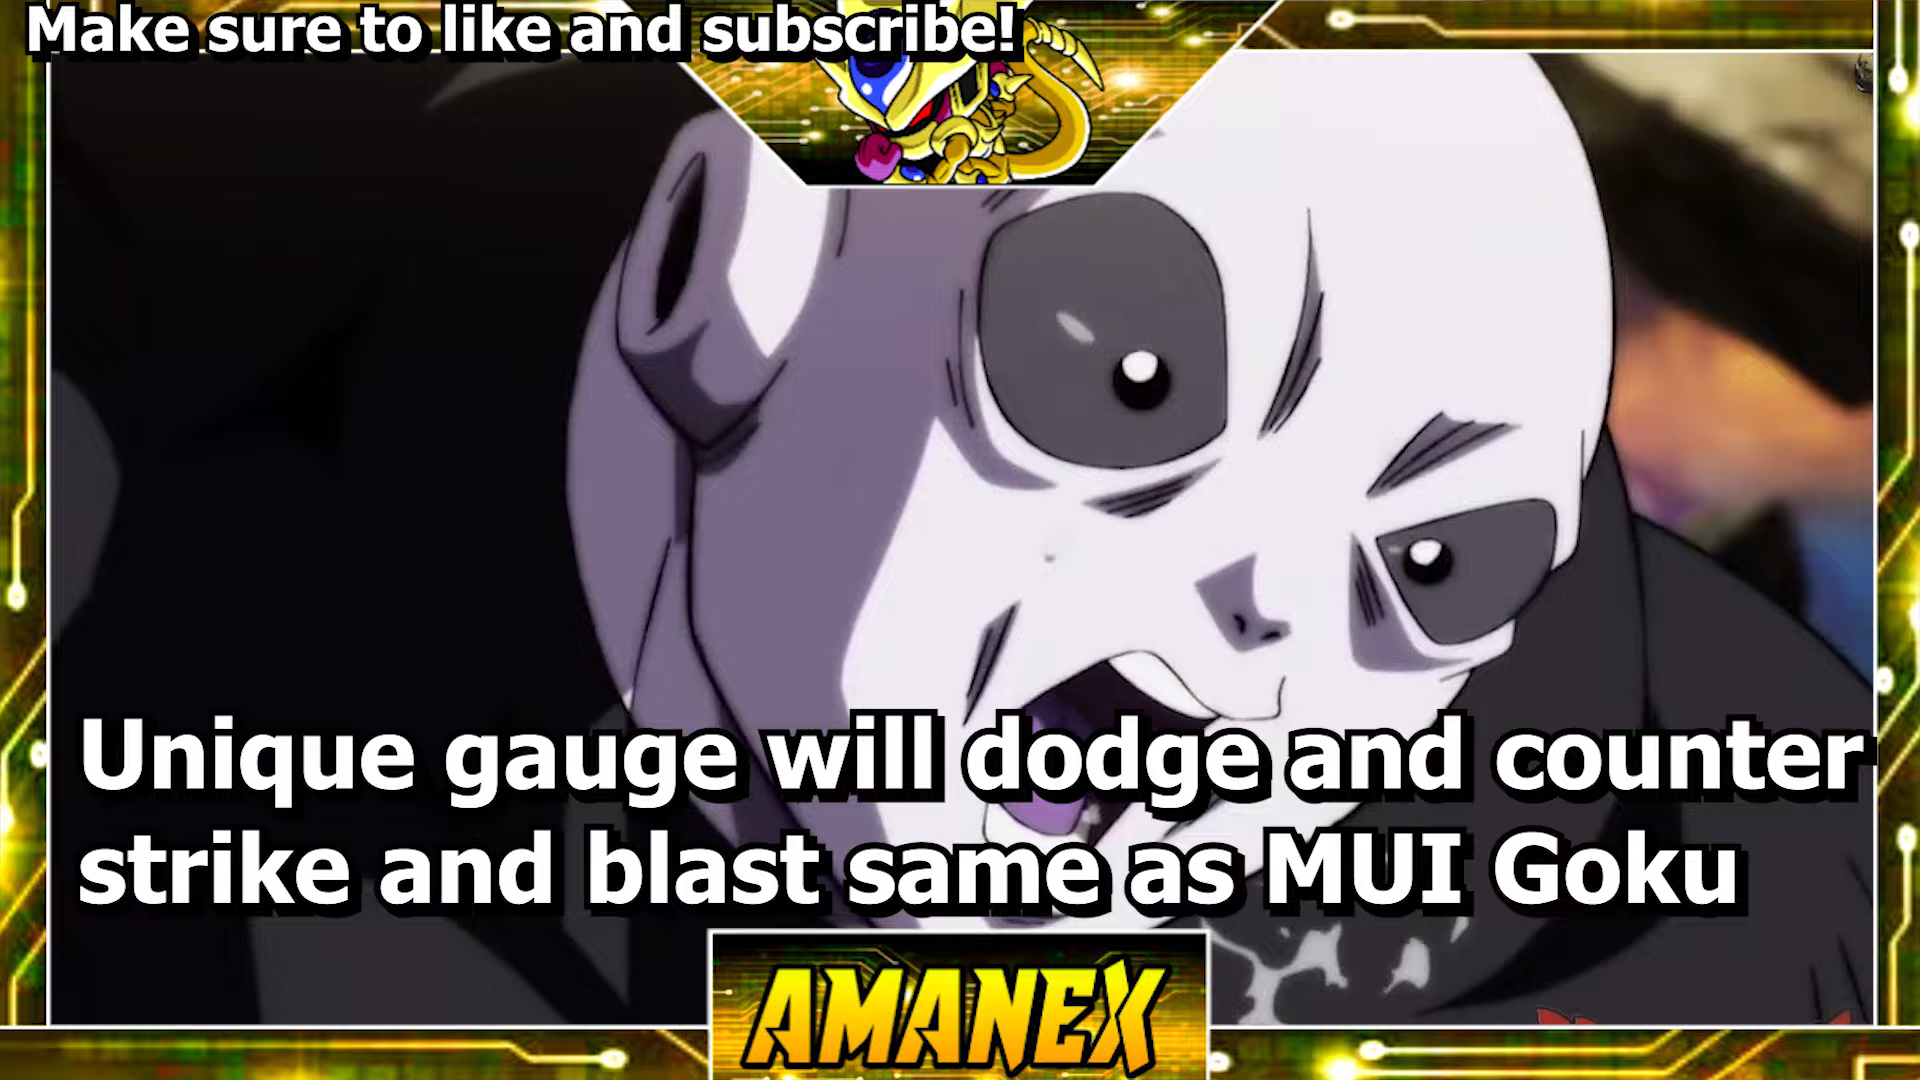 Make sure to like and subscribe!
Unique gauge will dodge and counter
strike and blast same as MUI Goku
AMANEX